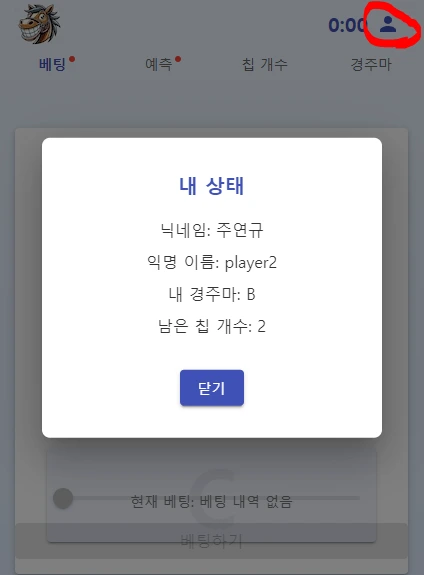 0:00
베팅 예측 칩 개수 경주마
내 상태
닉네임: 주연규
익명 이름: player2
내 경주마: B
남은 칩 개수: 2
닫기
C
현재 베팅: 베팅 내역 없음
베팅하기